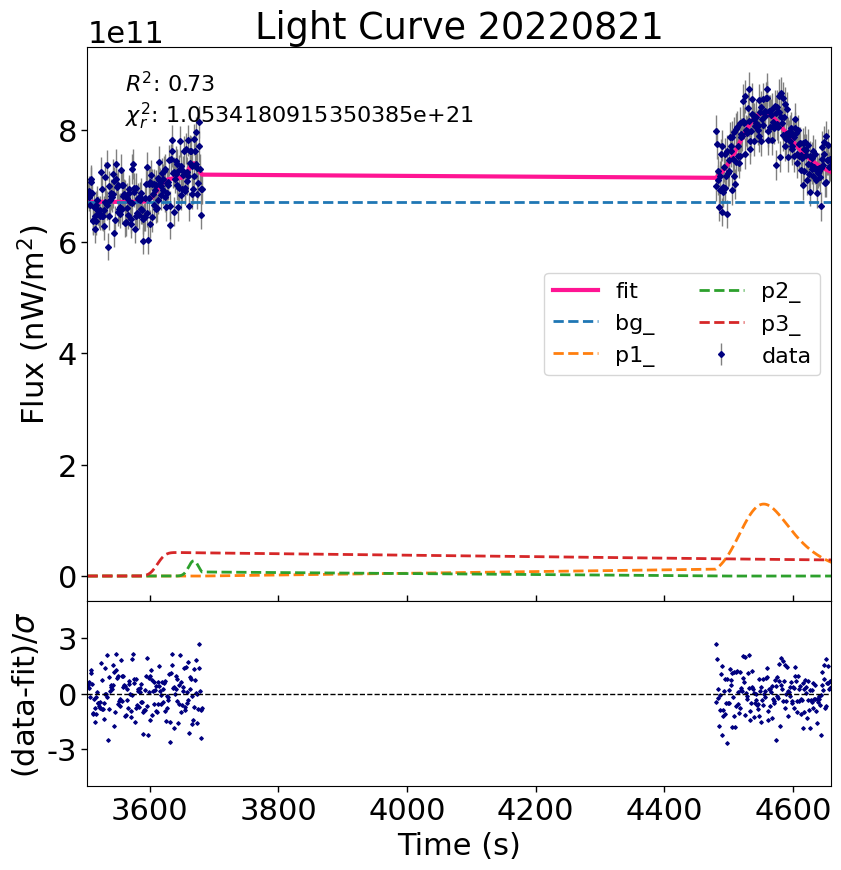 Light Curve 20220821
1e11
R²: 0.73
χ²ᵣ: 1.0534180915350385e+21
8
6
4
2
0
Flux (nW/m²)
fit
bg_
p1_
p2_
p3_
data
3
0
-3
(data-fit)/σ
3600 3800 4000 4200 4400 4600
Time (s)